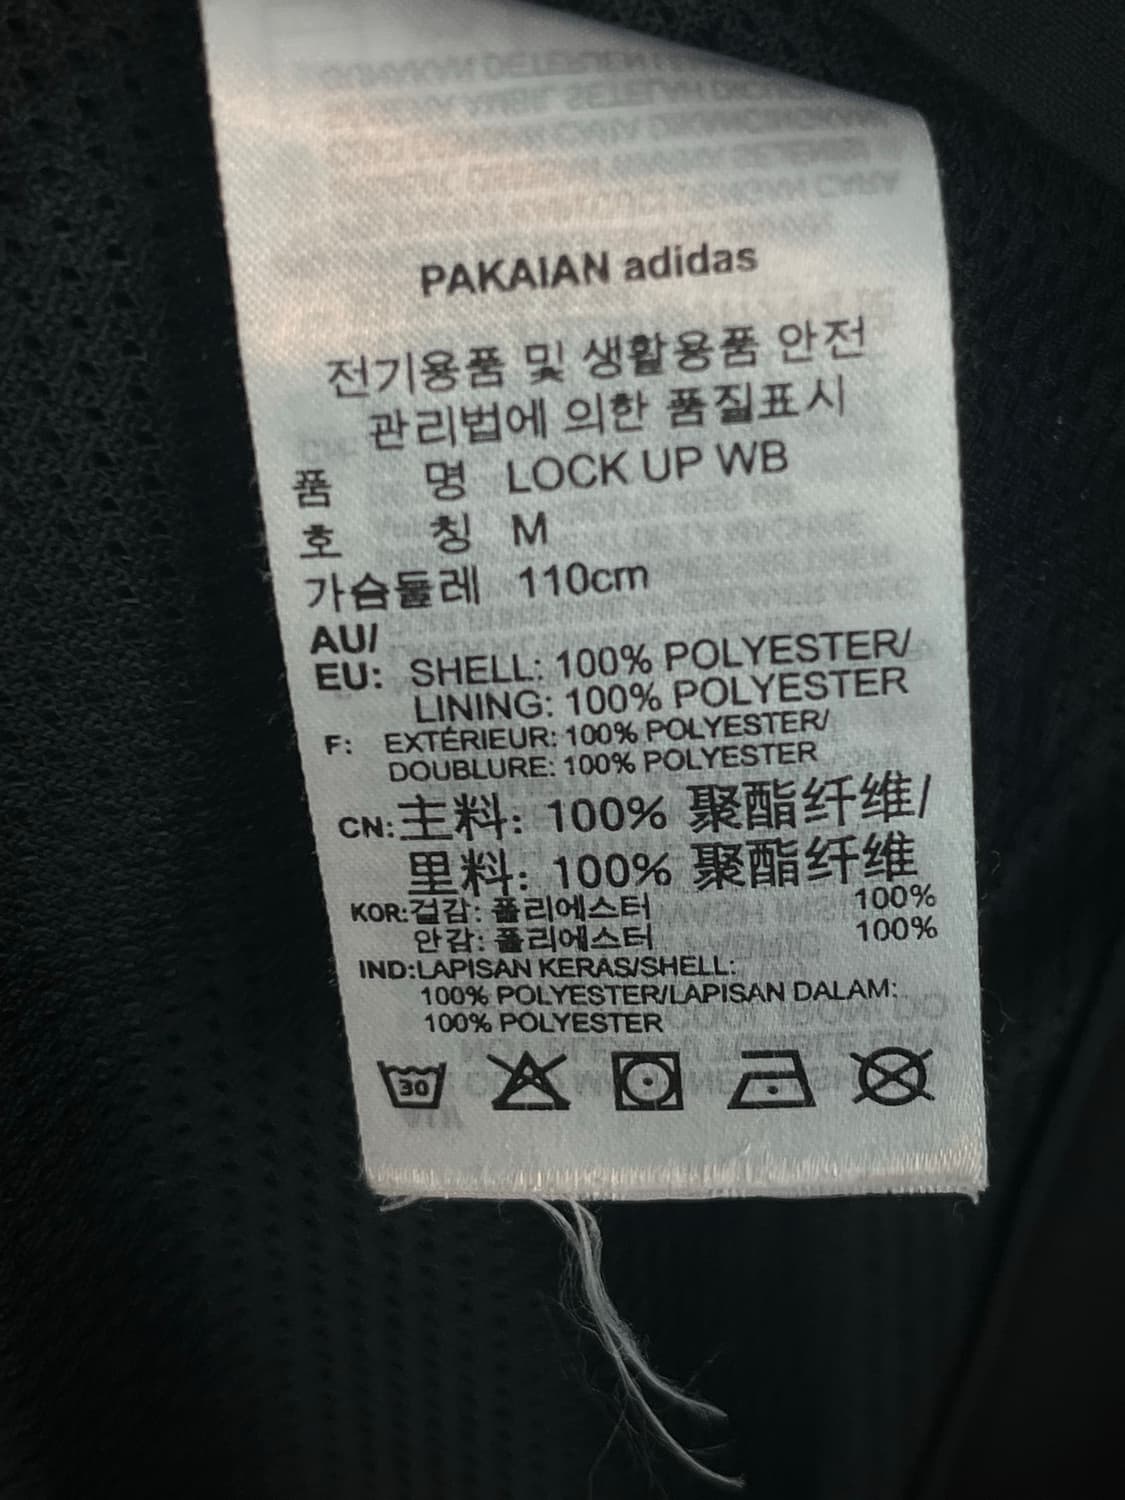 PAKAIAN adidas
전기용품 및 생활용품 안전
관리법에 의한 품질표시
품 명 LOCK UP WB
호 칭 M
가슴둘레 110cm
AU/
EU: SHELL: 100% POLYESTER/
LINING: 100% POLYESTER
F: EXTÉRIEUR: 100% POLYESTER/
DOUBLURE: 100% POLYESTER
CN: 主料: 100% 聚酯纤维/
里料: 100% 聚酯纤维
KOR: 겉감: 폴리에스터 100%
안감: 폴리에스터 100%
IND: LAPISAN KERAS/SHELL:
100% POLYESTER/LAPISAN DALAM:
100% POLYESTER
30